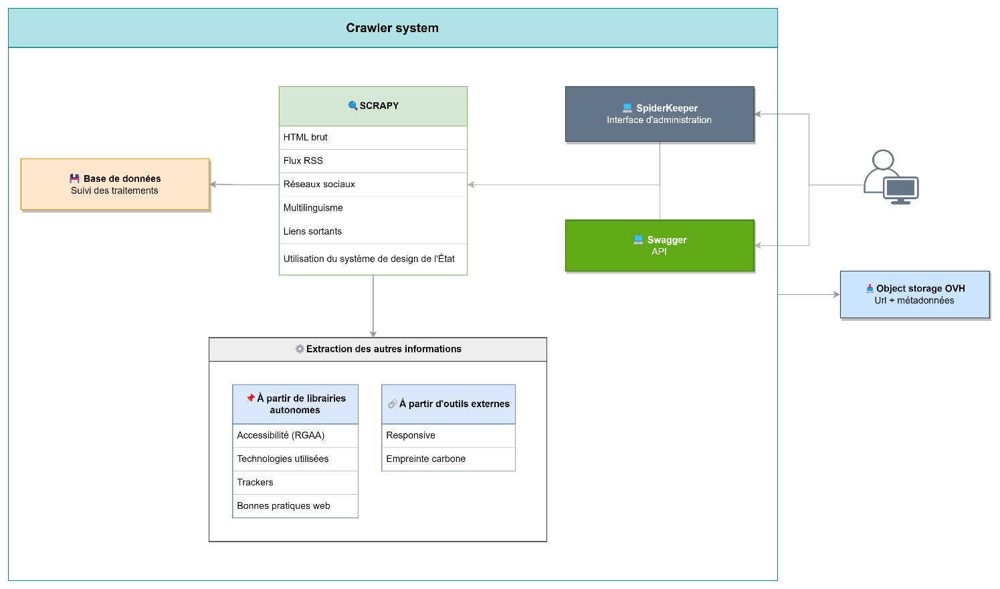 Crawler system
SCRAPY
HTML brut
Flux RSS
Réseaux sociaux
Multilinguisme
Liens sortants
Utilisation du système de design de l'État
Base de données
Suivi des traitements
SpiderKeeper
Interface d'administration
Swagger
API
Object storage OVH
Url + métadonnées
Extraction des autres informations
À partir de librairies
autonomes
Accessibilité (RGAA)
Technologies utilisées
Trackers
Bonnes pratiques web
À partir d'outils externes
Responsive
Empreinte carbone